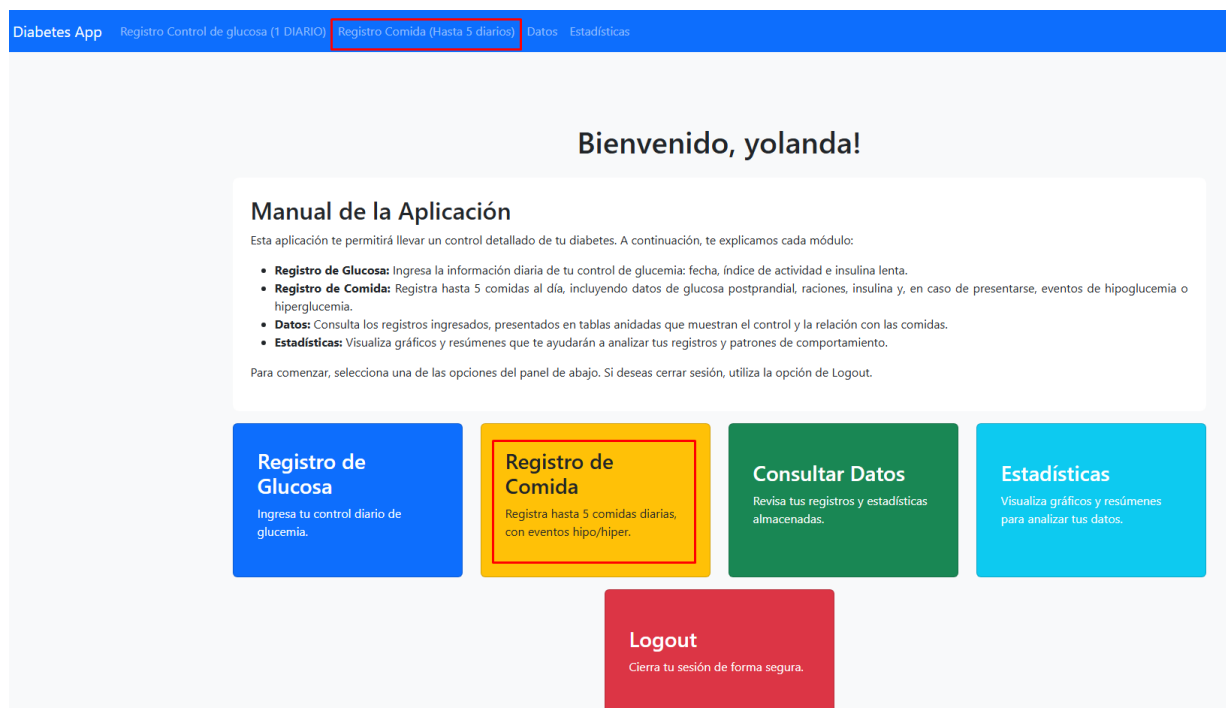 Diabetes App Registro Control de glucosa (1 DIARIO) Registro Comida (Hasta 5 diarios) Datos Estadísticas
Bienvenido, yolanda!
Manual de la Aplicación
Esta aplicación te permitirá llevar un control detallado de tu diabetes. A continuación, te explicamos cada módulo:
• Registro de Glucosa: Ingresa la información diaria de tu control de glucemia: fecha, índice de actividad e insulina lenta.
• Registro de Comida: Registra hasta 5 comidas al día, incluyendo datos de glucosa postprandial, raciones, insulina y, en caso de presentarse, eventos de hipoglucemia o
hiperglucemia.
• Datos: Consulta los registros ingresados, presentados en tablas anidadas que muestran el control y la relación con las comidas.
• Estadísticas: Visualiza gráficos y resúmenes que te ayudarán a analizar tus registros y patrones de comportamiento.
Para comenzar, selecciona una de las opciones del panel de abajo. Si deseas cerrar sesión, utiliza la opción de Logout.
Registro de
Glucosa
Ingresa tu control diario de
glucemia.
Registro de
Comida
Registra hasta 5 comidas diarias,
con eventos hipo/hiper.
Consultar Datos
Revisa tus registros y estadísticas
almacenadas.
Estadísticas
Visualiza gráficos y resúmenes
para analizar tus datos.
Logout
Cierra tu sesión de forma segura.